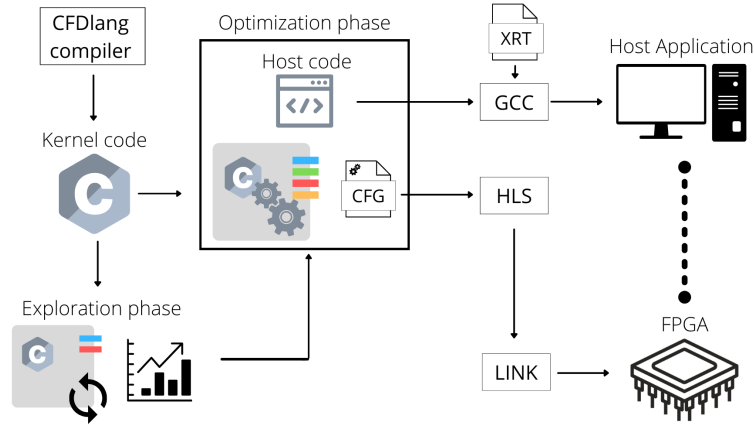 CFDlang
compiler
Optimization phase
XRT
Host Application
Host code
</>
GCC
Kernel code
C
C
CFG
HLS
Exploration phase
C
FPGA
LINK